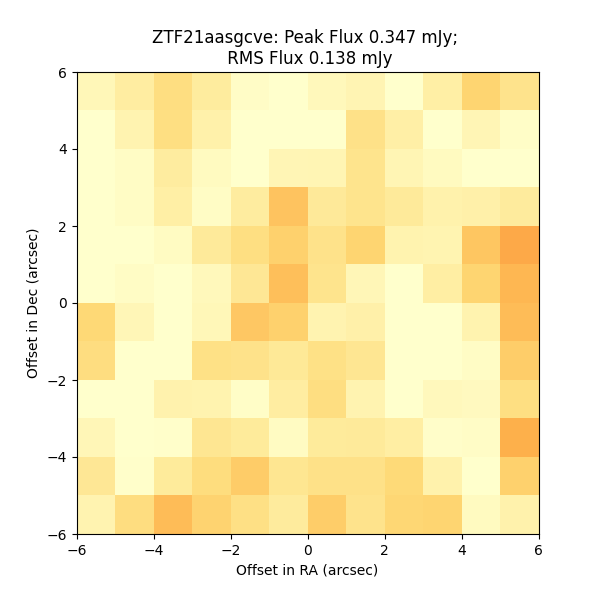 ZTF21aasgcve: Peak Flux 0.347 mJy;
RMS Flux 0.138 mJy
6
4
2
0
−2
−4
−6
Offset in Dec (arcsec)
−6 −4 −2 0 2 4 6
Offset in RA (arcsec)